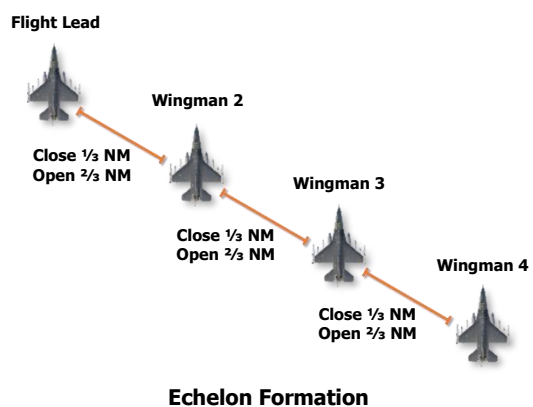 Flight Lead
Wingman 2
Close ⅓ NM
Open ⅔ NM
Wingman 3
Close ⅓ NM
Open ⅔ NM
Wingman 4
Close ⅓ NM
Open ⅔ NM
Echelon Formation